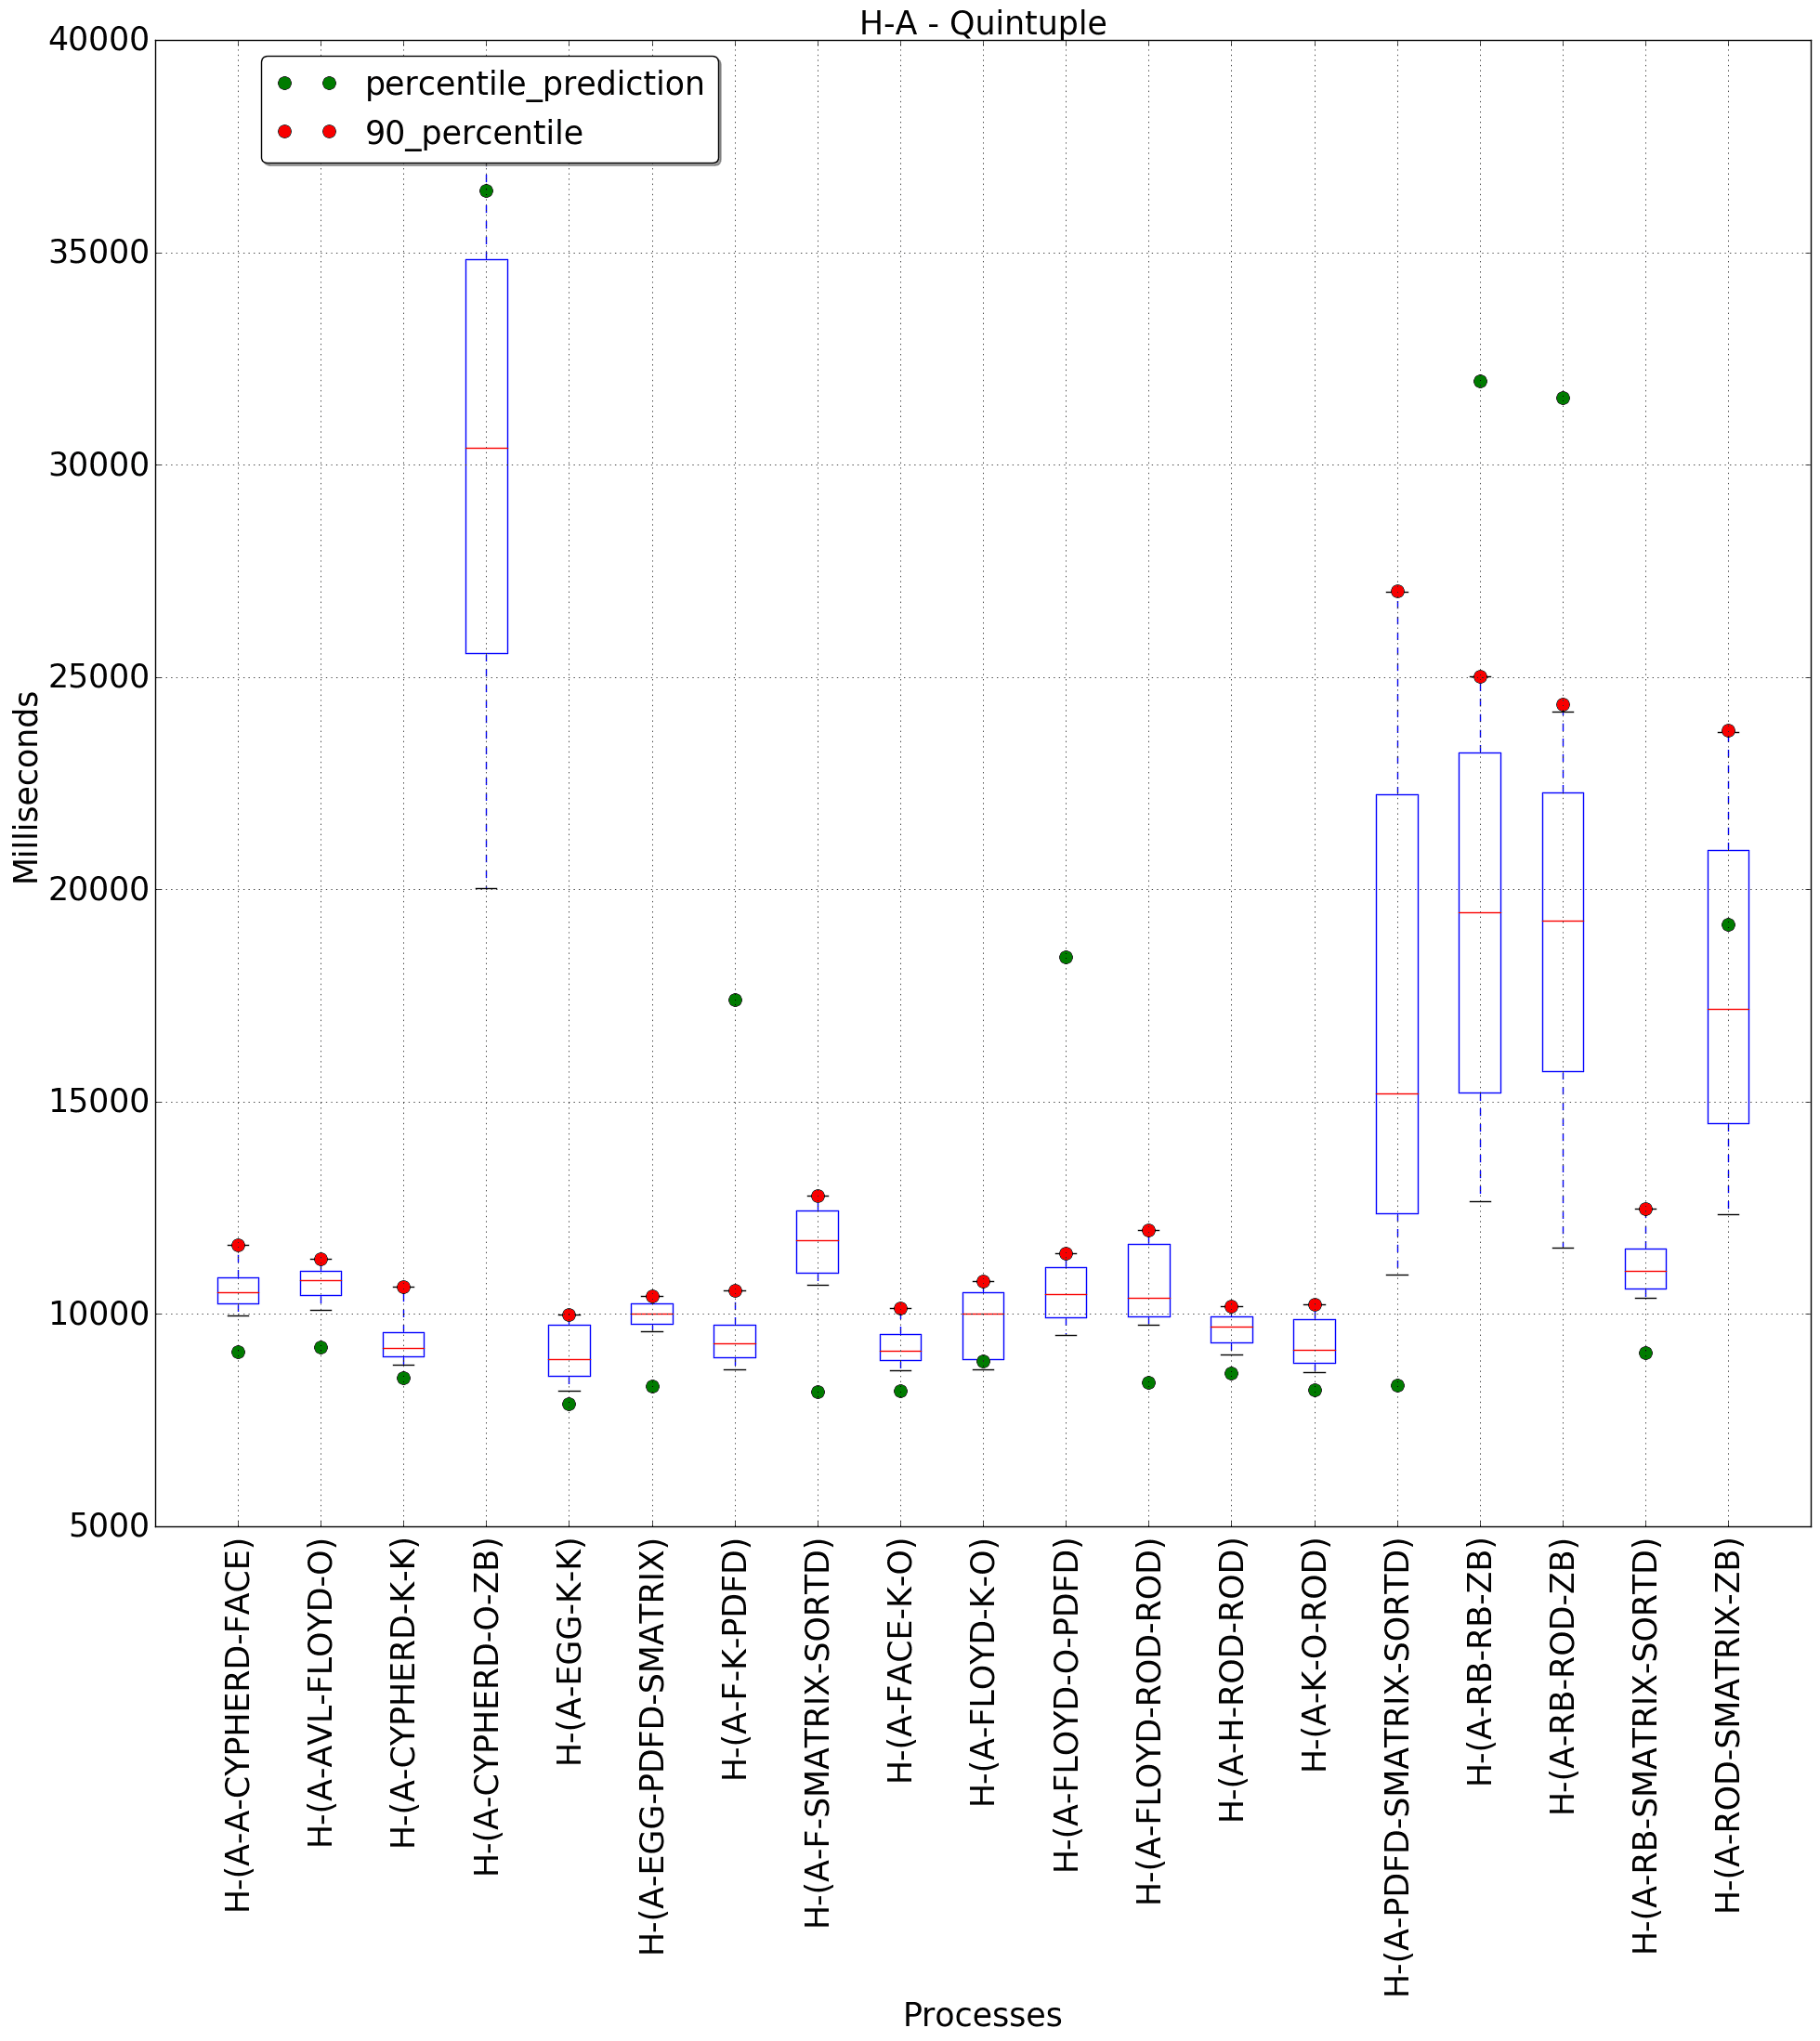 H-A - Quintuple
percentile_prediction
90_percentile
40000
35000
30000
25000
20000
15000
10000
5000
Milliseconds
H-(A-A-CYPHERD-FACE)
H-(A-AVL-FLOYD-O)
H-(A-CYPHERD-K-K)
H-(A-CYPHERD-O-ZB)
H-(A-EGG-K-K)
H-(A-EGG-PDFD-SMATRIX)
H-(A-F-K-PDFD)
H-(A-F-SMATRIX-SORTD)
H-(A-FACE-K-O)
H-(A-FLOYD-K-O)
H-(A-FLOYD-O-PDFD)
H-(A-FLOYD-ROD-ROD)
H-(A-H-ROD-ROD)
H-(A-K-O-ROD)
H-(A-PDFD-SMATRIX-SORTD)
H-(A-RB-RB-ZB)
H-(A-RB-ROD-ZB)
H-(A-RB-SMATRIX-SORTD)
H-(A-ROD-SMATRIX-ZB)
Processes